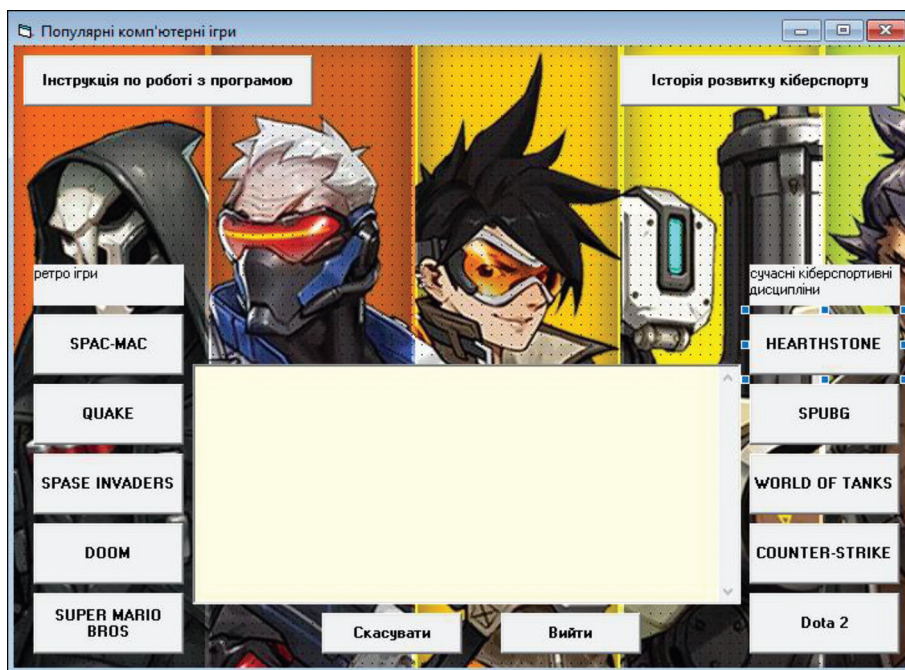 Популярні комп'ютерні ігри
Інструкція по роботі з програмою
Історія розвитку кіберспорту
ретро ігри
сучасні кіберспортивні
дисципліни
SPAC-MAC
HEARTHSTONE
QUAKE
SPUBG
SPASE INVADERS
WORLD OF TANKS
DOOM
COUNTER-STRIKE
SUPER MARIO
BROS
Dota 2
Скасувати
Вийти